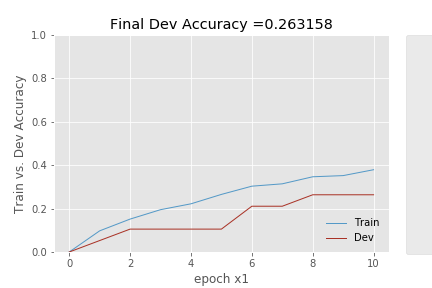 Final Dev Accuracy =0.263158
Train vs. Dev Accuracy
1.0
0.8
0.6
0.4
0.2
0.0
Train
Dev
0 2 4 6 8 10
epoch x1